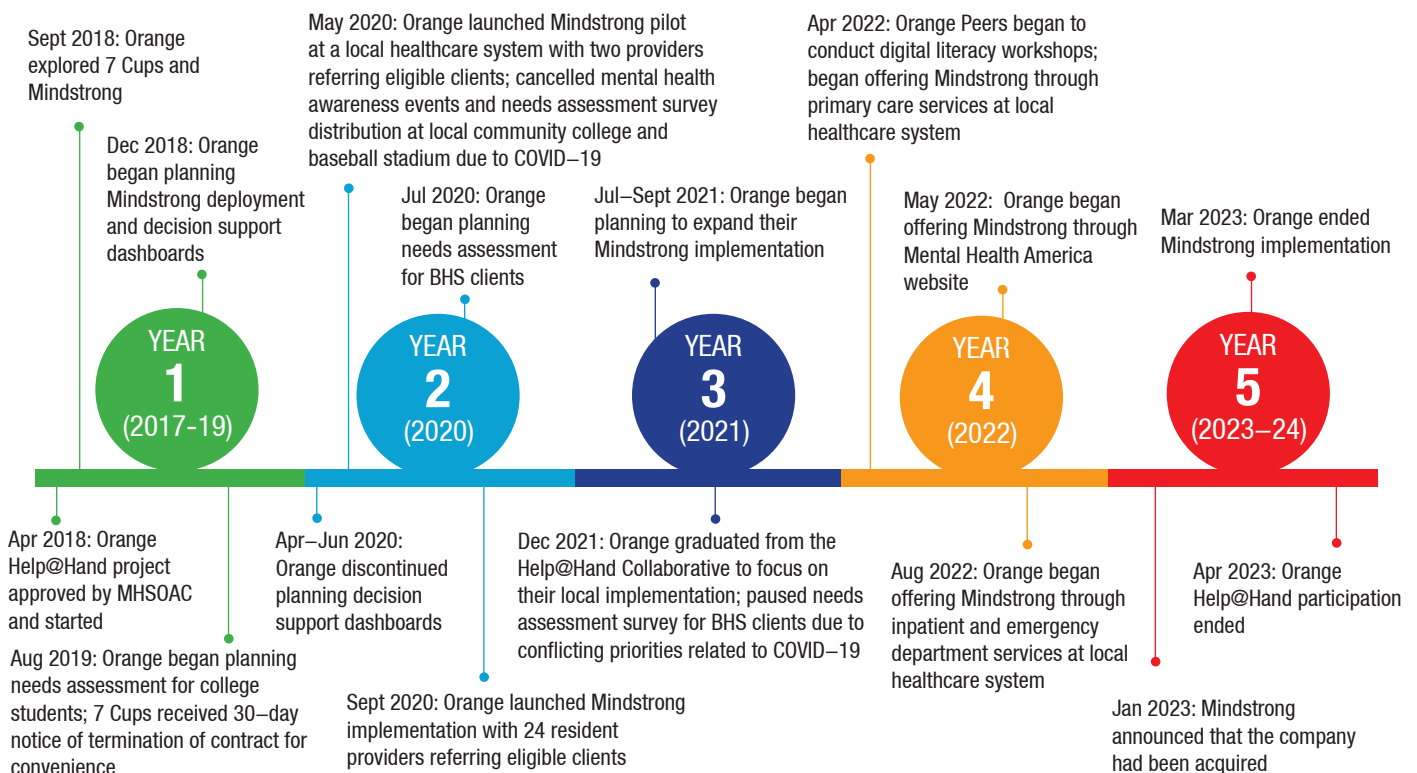 Sept 2018: Orange
explored 7 Cups and
Mindstrong
Dec 2018: Orange
began planning
Mindstrong deployment
and decision support
dashboards
May 2020: Orange launched Mindstrong pilot
at a local healthcare system with two providers
referring eligible clients; cancelled mental health
awareness events and needs assessment survey
distribution at local community college and
baseball stadium due to COVID–19
Jul 2020: Orange
began planning
needs assessment
for BHS clients
Jul–Sept 2021: Orange began
planning to expand their
Mindstrong implementation
Apr 2022: Orange Peers began to
conduct digital literacy workshops;
began offering Mindstrong through
primary care services at local
healthcare system
May 2022:  Orange began
offering Mindstrong through
Mental Health America
website
Mar 2023: Orange ended
Mindstrong implementation
YEAR
1
(2017-19)
YEAR
2
(2020)
YEAR
3
(2021)
YEAR
4
(2022)
YEAR
5
(2023–24)
Apr 2018: Orange
Help@Hand project
approved by MHSOAC
and started
Aug 2019: Orange began planning
needs assessment for college
students; 7 Cups received 30–day
notice of termination of contract for
convenience
Apr–Jun 2020:
Orange discontinued
planning decision
support dashboards
Sept 2020: Orange launched Mindstrong
implementation with 24 resident
providers referring eligible clients
Dec 2021: Orange graduated from the
Help@Hand Collaborative to focus on
their local implementation; paused needs
assessment survey for BHS clients due to
conflicting priorities related to COVID–19
Aug 2022: Orange began
offering Mindstrong through
inpatient and emergency
department services at local
healthcare system
Jan 2023: Mindstrong
announced that the company
had been acquired
Apr 2023: Orange
Help@Hand participation
ended